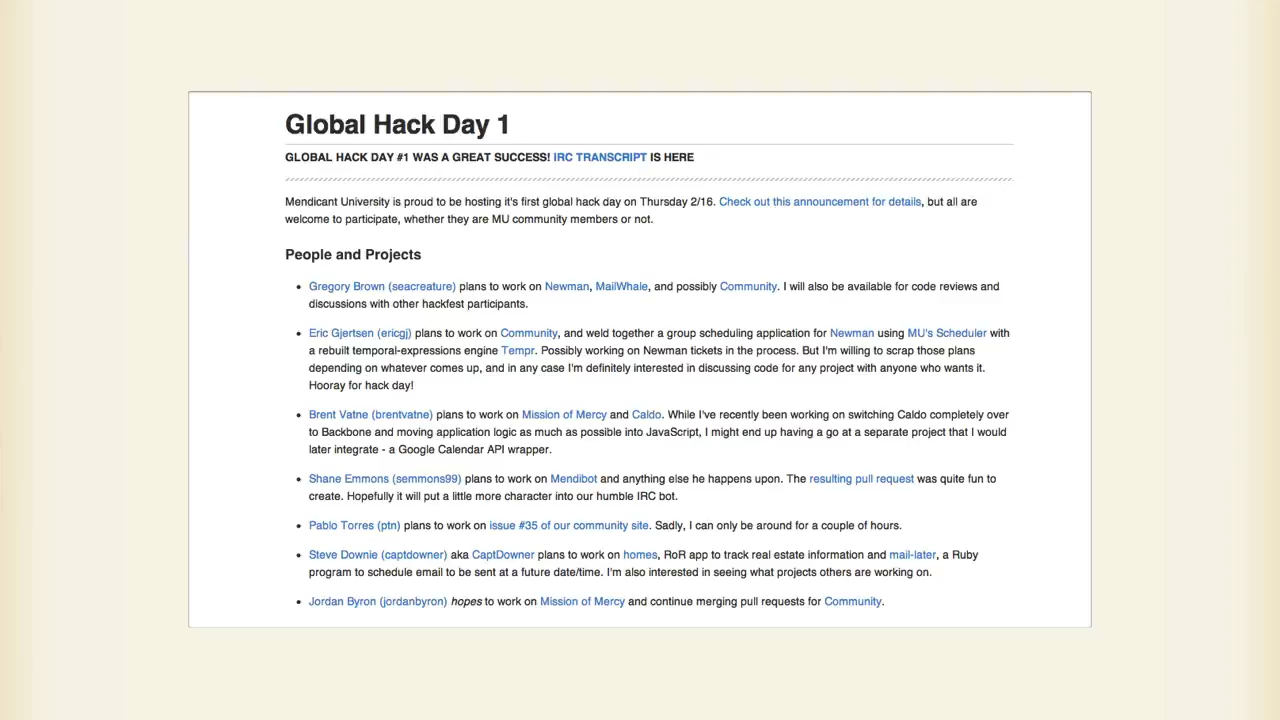 Global Hack Day 1
GLOBAL HACK DAY #1 WAS A GREAT SUCCESS! IRC TRANSCRIPT IS HERE
Mendicant University is proud to be hosting it's first global hack day on Thursday 2/16. Check out this announcement for details, but all are
welcome to participate, whether they are MU community members or not.
People and Projects
• Gregory Brown (seacreature) plans to work on Newman, MailWhale, and possibly Community. I will also be available for code reviews and
discussions with other hackfest participants.
• Eric Gjertsen (ericgj) plans to work on Community, and weld together a group scheduling application for Newman using MU's Scheduler with
a rebuilt temporal-expressions engine Tempr. Possibly working on Newman tickets in the process. But I'm willing to scrap those plans
depending on whatever comes up, and in any case I'm definitely interested in discussing code for any project with anyone who wants it.
Hooray for hack day!
• Brent Vatne (brentvatne) plans to work on Mission of Mercy and Caldo. While I've recently been working on switching Caldo completely over
to Backbone and moving application logic as much as possible into JavaScript, I might end up having a go at a separate project that I would
later integrate - a Google Calendar API wrapper.
• Shane Emmons (semmons99) plans to work on Mendibot and anything else he happens upon. The resulting pull request was quite fun to
create. Hopefully it will put a little more character into our humble IRC bot.
• Pablo Torres (ptn) plans to work on issue #35 of our community site. Sadly, I can only be around for a couple of hours.
• Steve Downie (captdowner) aka CaptDowner plans to work on homes, RoR app to track real estate information and mail-later, a Ruby
program to schedule email to be sent at a future date/time. I'm also interested in seeing what projects others are working on.
• Jordan Byron (jordanbyron) hopes to work on Mission of Mercy and continue merging pull requests for Community.